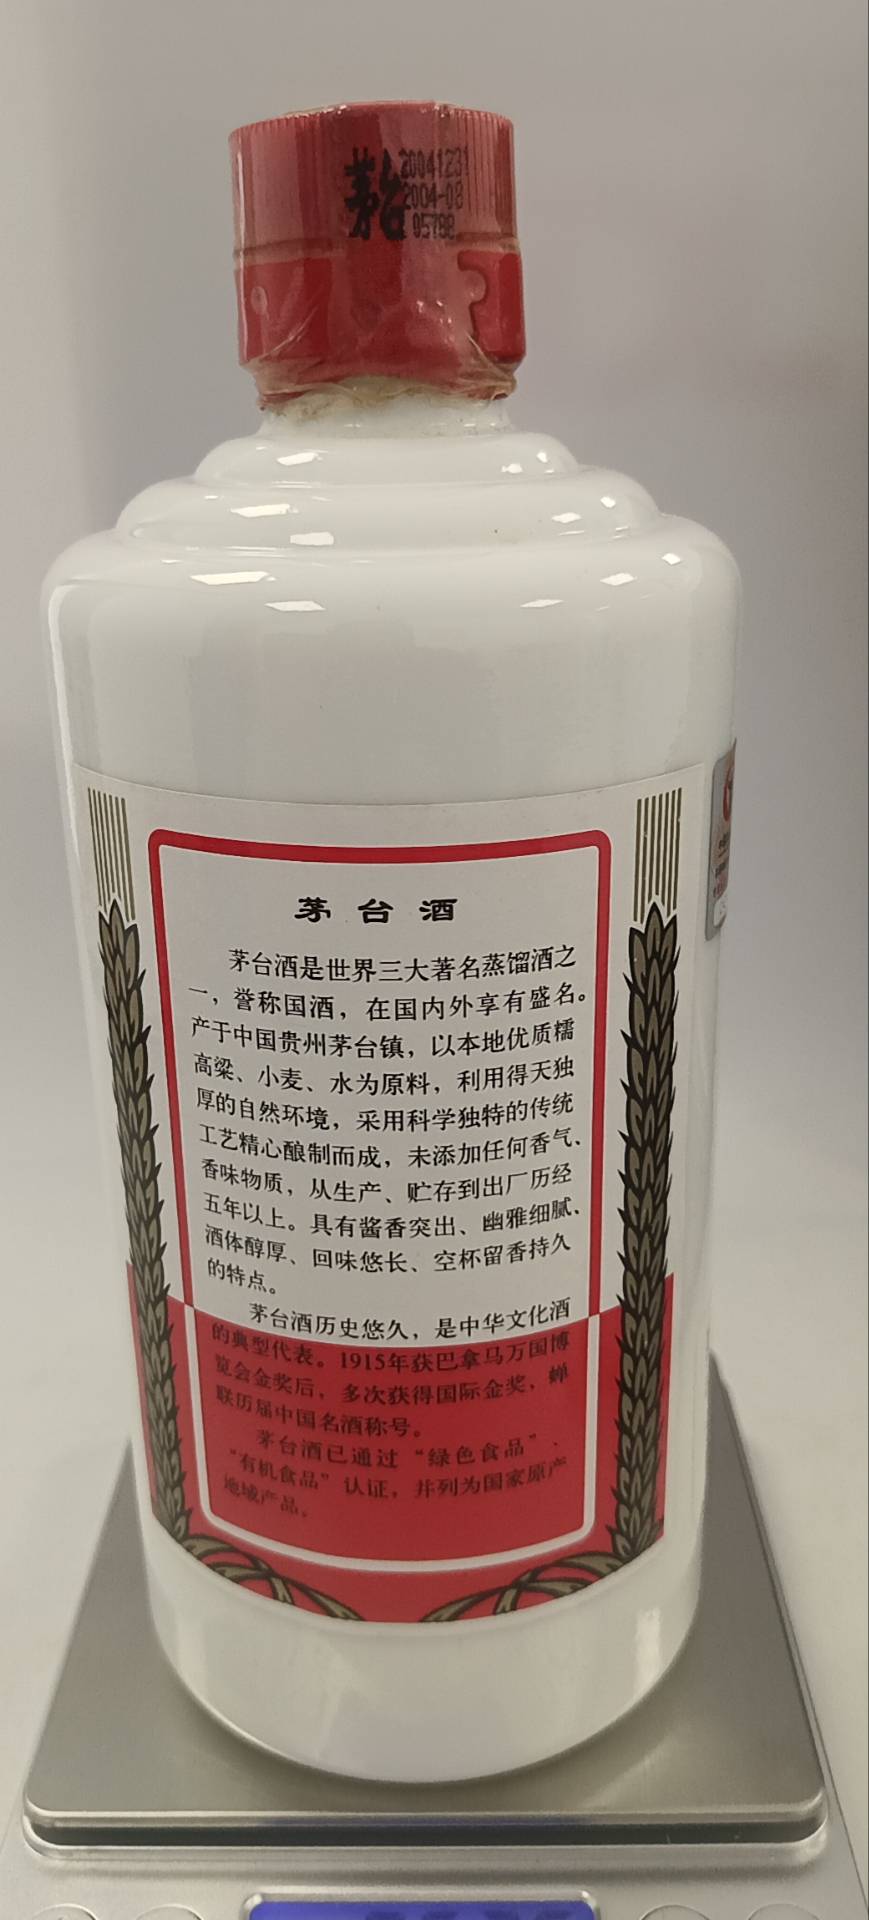 茅台
20041231
2004-08
05788
茅台酒
茅台酒是世界三大著名蒸馏酒之
一，誉称国酒，在国内外享有盛名。
产于中国贵州茅台镇，以本地优质糯
高粱、小麦、水为原料，利用得天独
厚的自然环境，采用科学独特的传统
工艺精心酿制而成，未添加任何香气、
香味物质，从生产、贮存到出厂历经
五年以上。具有酱香突出、幽雅细腻、
酒体醇厚、回味悠长、空杯留香持久
的特点。
茅台酒历史悠久，是中华文化酒
的典型代表。1915年获巴拿马万国博
览会金奖后，多次获得国际金奖，蝉
联历届中国名酒称号。
茅台酒已通过“绿色食品”、
“有机食品”认证，并列为国家原产
地域产品。